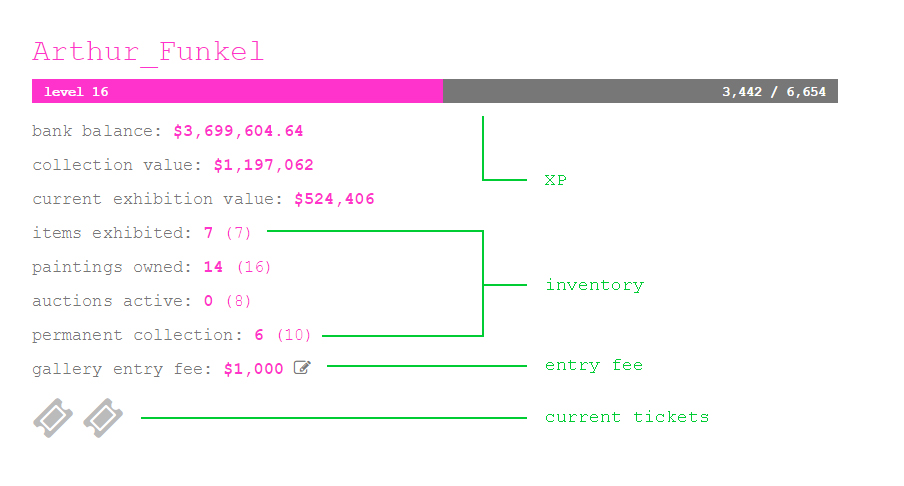 Arthur_Funkel
level 16 3,442 / 6,654
bank balance: $3,699,604.64
collection value: $1,197,062
XP
current exhibition value: $524,406
items exhibited: 7 (7)
paintings owned: 14 (16)
inventory
auctions active: 0 (8)
permanent collection: 6 (10)
gallery entry fee: $1,000
entry fee
current tickets